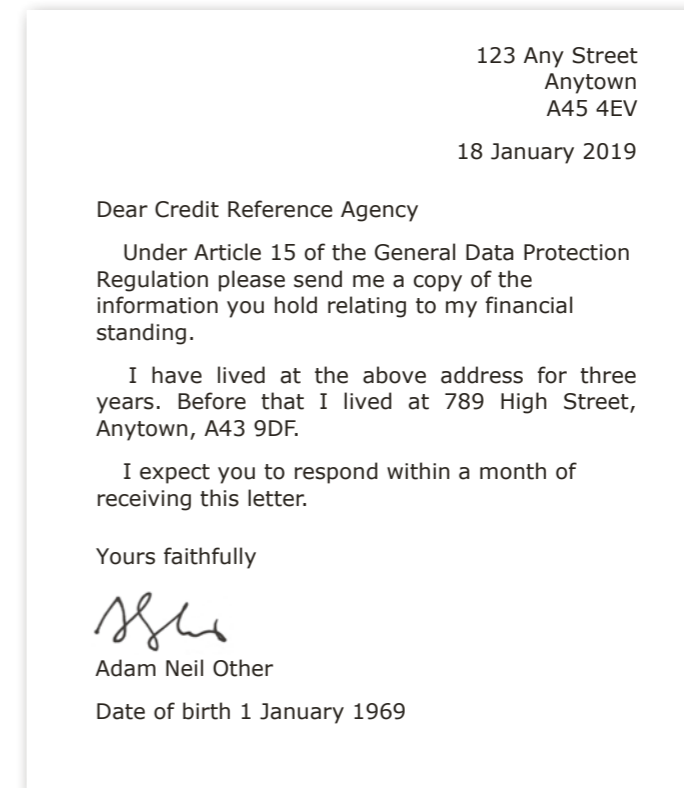 123 Any Street
Anytown
A45 4EV
18 January 2019
Dear Credit Reference Agency
Under Article 15 of the General Data Protection
Regulation please send me a copy of the
information you hold relating to my financial
standing.
I have lived at the above address for three
years. Before that I lived at 789 High Street,
Anytown, A43 9DF.
I expect you to respond within a month of
receiving this letter.
Yours faithfully
Adam Neil Other
Date of birth 1 January 1969